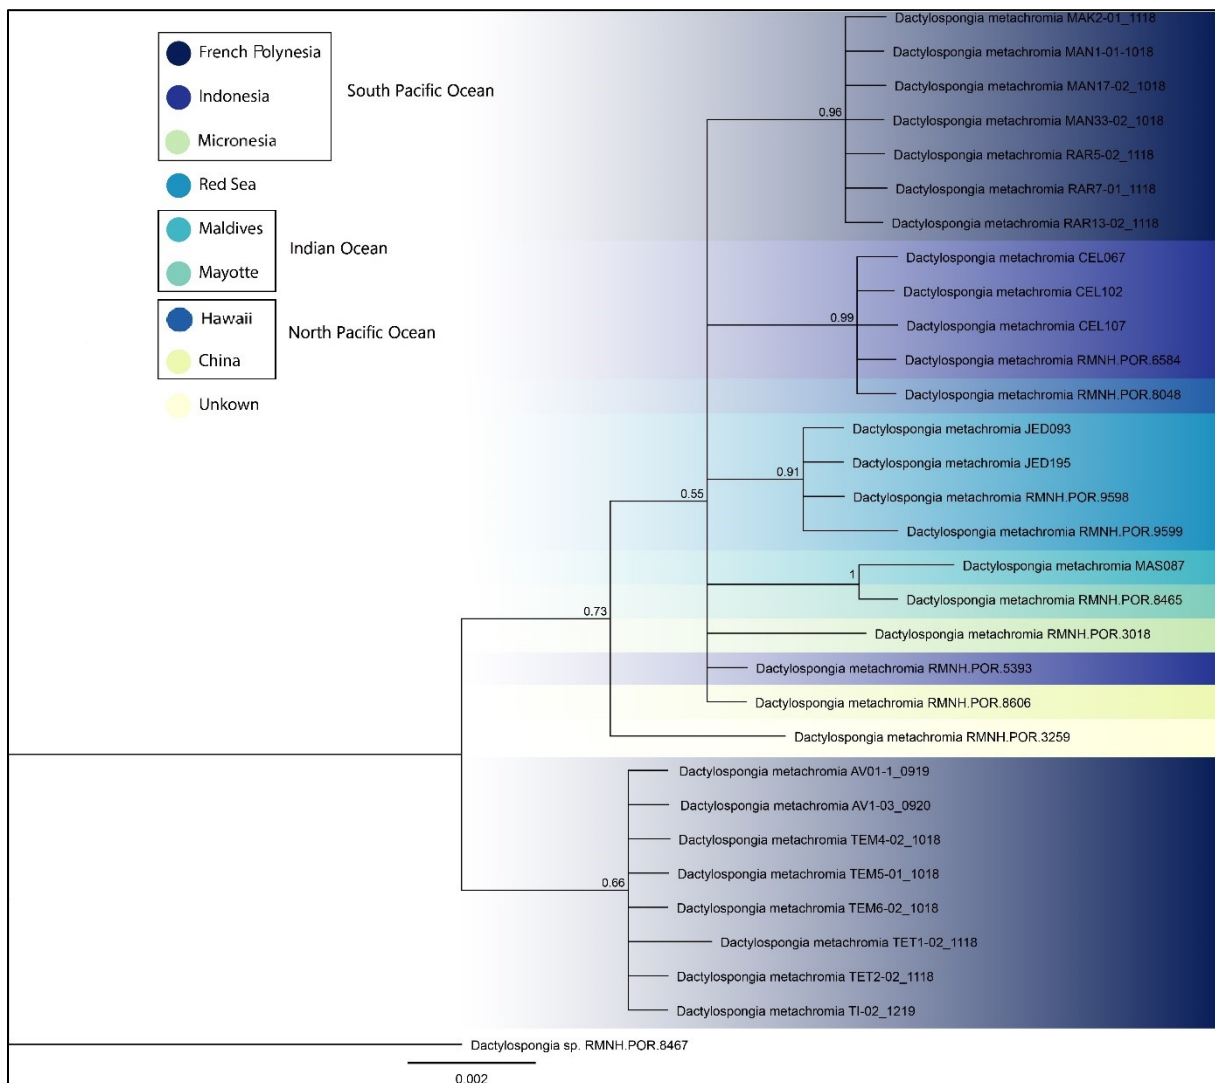 French Polynesia
Indonesia
South Pacific Ocean
Micronesia
Red Sea
Maldives
Indian Ocean
Mayotte
Hawaii
North Pacific Ocean
China
Unkown
Dactylospongia metachromia MAK2-01_1118
Dactylospongia metachromia MAN1-01-1018
Dactylospongia metachromia MAN17-02_1018
0.96
Dactylospongia metachromia MAN33-02_1018
Dactylospongia metachromia RAR5-02_1118
Dactylospongia metachromia RAR7-01_1118
Dactylospongia metachromia RAR13-02_1118
Dactylospongia metachromia CEL067
Dactylospongia metachromia CEL102
0.99
Dactylospongia metachromia CEL107
Dactylospongia metachromia RMNH.POR.6584
Dactylospongia metachromia RMNH.POR.8048
Dactylospongia metachromia JED093
Dactylospongia metachromia JED195
0.91
0.55
Dactylospongia metachromia RMNH.POR.9598
Dactylospongia metachromia RMNH.POR.9599
Dactylospongia metachromia MAS087
1
Dactylospongia metachromia RMNH.POR.8465
0.73
Dactylospongia metachromia RMNH.POR.3018
Dactylospongia metachromia RMNH.POR.5393
Dactylospongia metachromia RMNH.POR.8606
Dactylospongia metachromia RMNH.POR.3259
Dactylospongia metachromia AV01-1_0919
Dactylospongia metachromia AV1-03_0920
Dactylospongia metachromia TEM4-02_1018
Dactylospongia metachromia TEM5-01_1018
0.66
Dactylospongia metachromia TEM6-02_1018
Dactylospongia metachromia TET1-02_1118
Dactylospongia metachromia TET2-02_1118
Dactylospongia metachromia TI-02_1219
Dactylospongia sp. RMNH.POR.8467
0.002